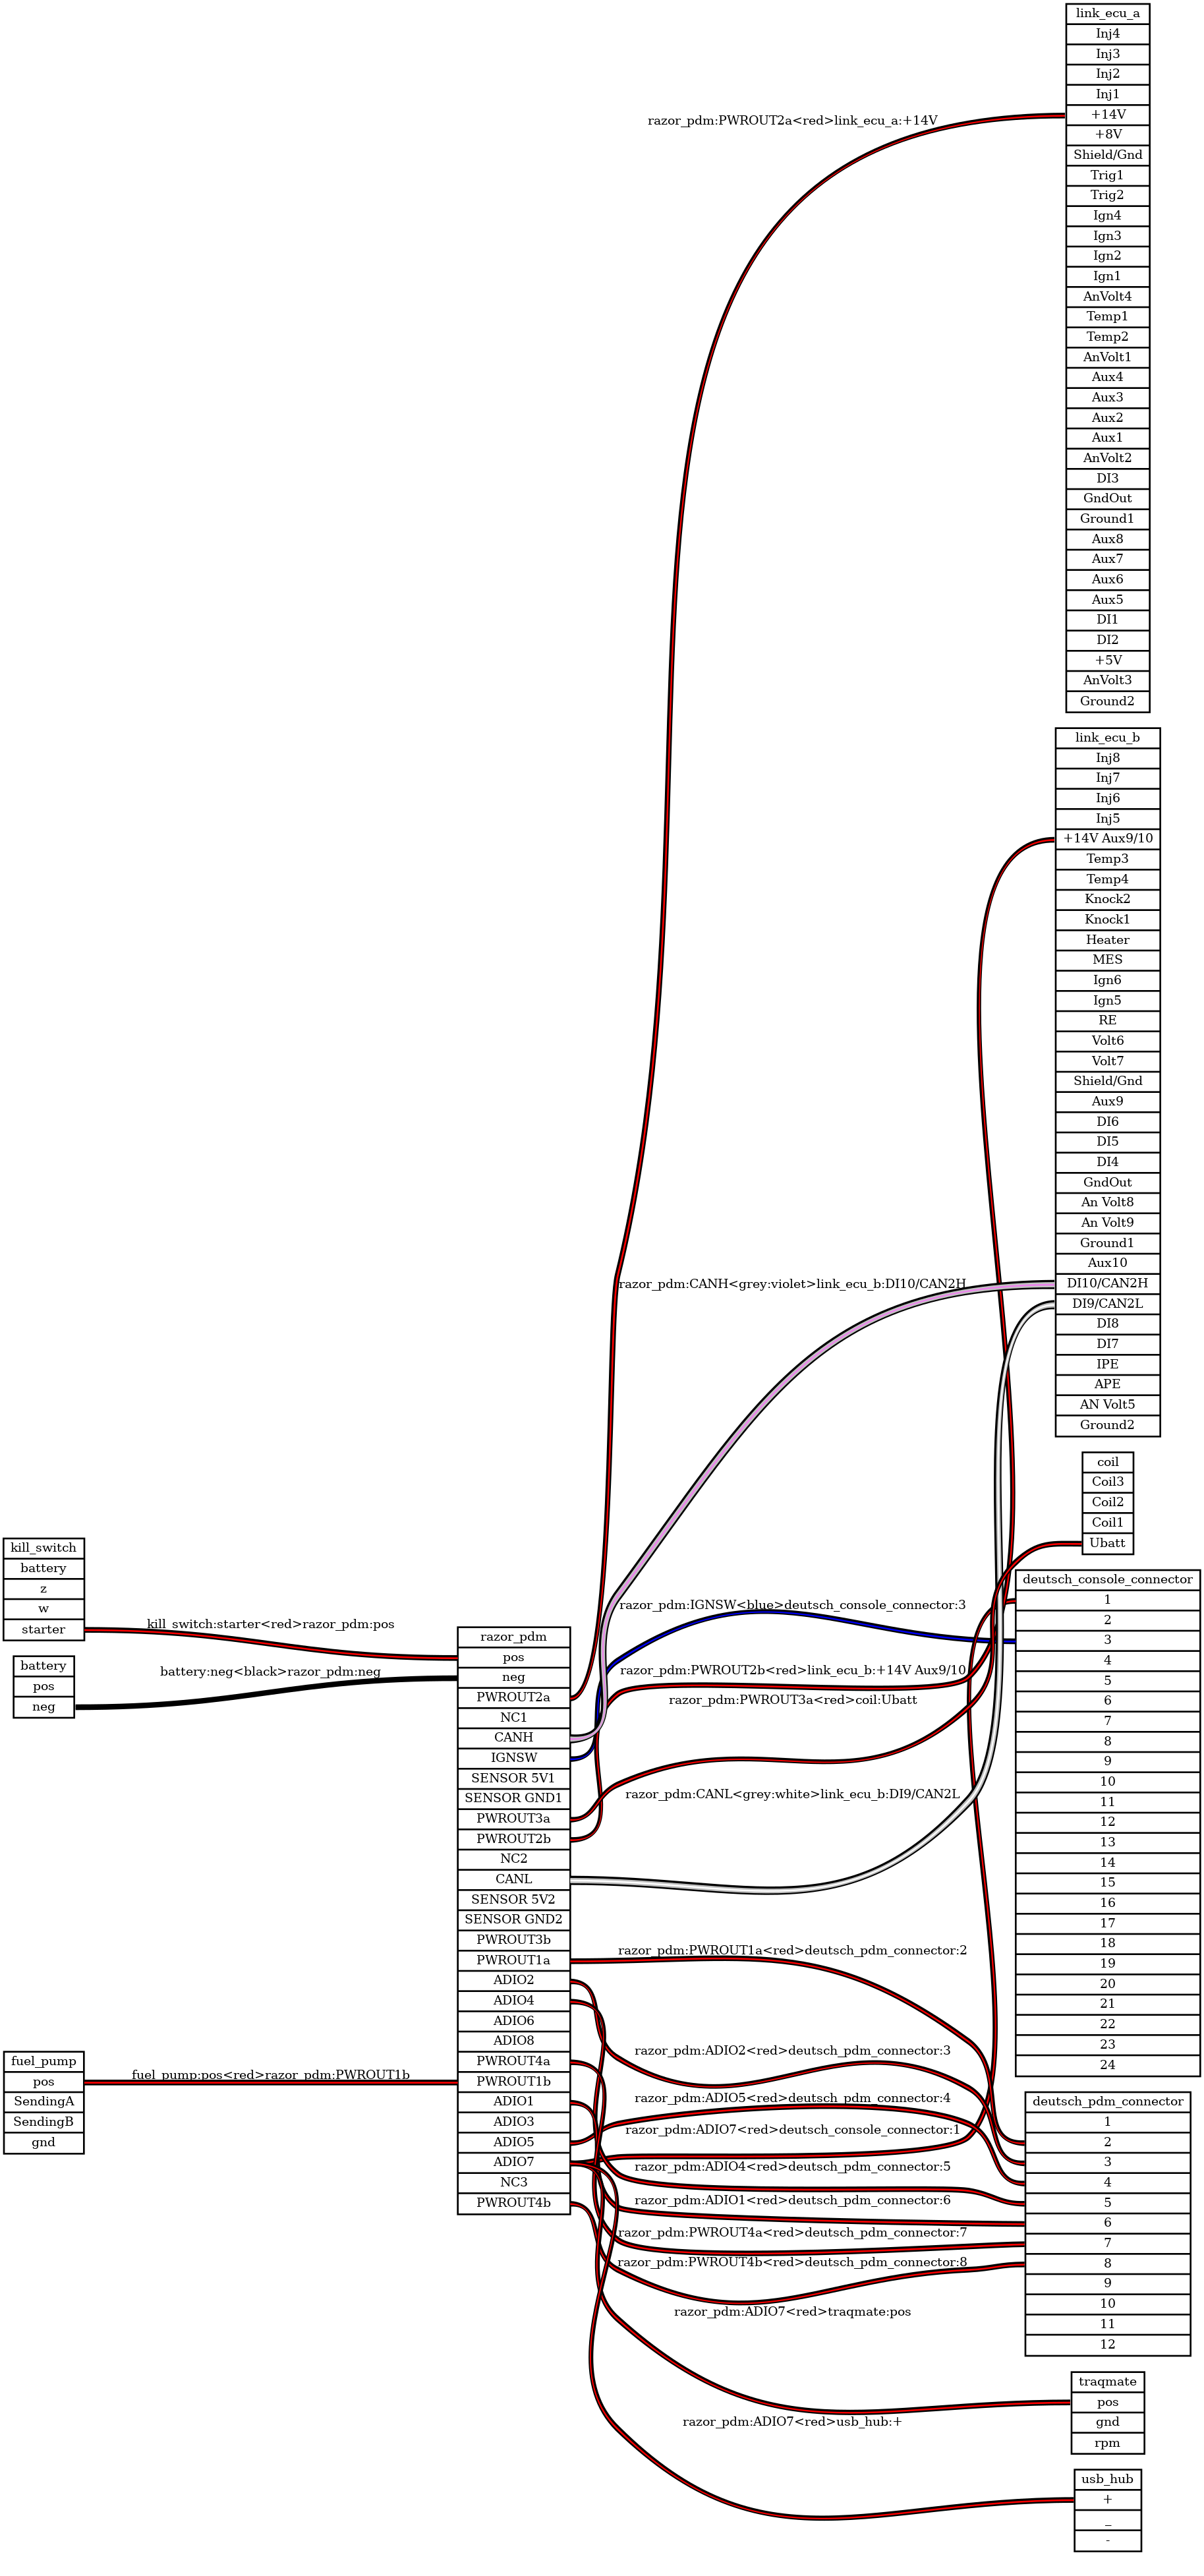 link_ecu_a
Inj4
Inj3
Inj2
Inj1
+14V
+8V
Shield/Gnd
Trig1
Trig2
Ign4
Ign3
Ign2
Ign1
AnVolt4
Temp1
Temp2
AnVolt1
Aux4
Aux3
Aux2
Aux1
AnVolt2
DI3
GndOut
Ground1
Aux8
Aux7
Aux6
Aux5
DI1
DI2
+5V
AnVolt3
Ground2
razor_pdm:PWROUT2a<red>link_ecu_a:+14V
link_ecu_b
Inj8
Inj7
Inj6
Inj5
+14V Aux9/10
Temp3
Temp4
Knock2
Knock1
Heater
MES
Ign6
Ign5
RE
Volt6
Volt7
Shield/Gnd
Aux9
DI6
DI5
DI4
GndOut
An Volt8
An Volt9
Ground1
Aux10
DI10/CAN2H
DI9/CAN2L
DI8
DI7
IPE
APE
AN Volt5
Ground2
razor_pdm:CANH<grey:violet>link_ecu_b:DI10/CAN2H
coil
Coil3
Coil2
Coil1
Ubatt
kill_switch
battery
z
w
starter
kill_switch:starter<red>razor_pdm:pos
battery
pos
neg
battery:neg<black>razor_pdm:neg
fuel_pump
pos
SendingA
SendingB
gnd
fuel_pump:pos<red>razor_pdm:PWROUT1b
razor_pdm
pos
neg
PWROUT2a
NC1
CANH
IGNSW
SENSOR 5V1
SENSOR GND1
PWROUT3a
PWROUT2b
NC2
CANL
SENSOR 5V2
SENSOR GND2
PWROUT3b
PWROUT1a
ADIO2
ADIO4
ADIO6
ADIO8
PWROUT4a
PWROUT1b
ADIO1
ADIO3
ADIO5
ADIO7
NC3
PWROUT4b
razor_pdm:IGNSW<blue>deutsch_console_connector:3
razor_pdm:PWROUT2b<red>link_ecu_b:+14V Aux9/10
razor_pdm:PWROUT3a<red>coil:Ubatt
razor_pdm:CANL<grey:white>link_ecu_b:DI9/CAN2L
razor_pdm:PWROUT1a<red>deutsch_pdm_connector:2
razor_pdm:ADIO2<red>deutsch_pdm_connector:3
razor_pdm:ADIO5<red>deutsch_pdm_connector:4
razor_pdm:ADIO7<red>deutsch_console_connector:1
razor_pdm:ADIO4<red>deutsch_pdm_connector:5
razor_pdm:ADIO1<red>deutsch_pdm_connector:6
razor_pdm:PWROUT4a<red>deutsch_pdm_connector:7
razor_pdm:PWROUT4b<red>deutsch_pdm_connector:8
razor_pdm:ADIO7<red>traqmate:pos
razor_pdm:ADIO7<red>usb_hub:+
deutsch_console_connector
1
2
3
4
5
6
7
8
9
10
11
12
13
14
15
16
17
18
19
20
21
22
23
24
deutsch_pdm_connector
1
2
3
4
5
6
7
8
9
10
11
12
traqmate
pos
gnd
rpm
usb_hub
+
_
-